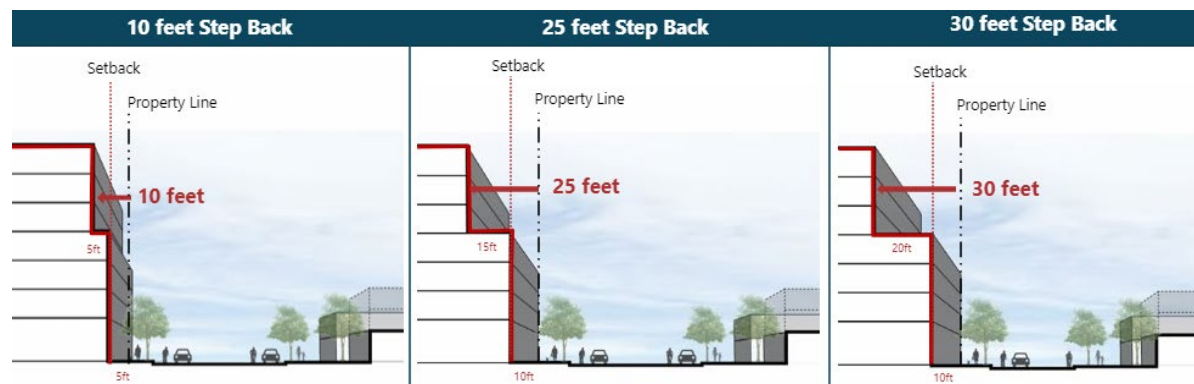 10 feet Step Back
Setback
Property Line
10 feet
5ft
5ft
25 feet Step Back
Setback
Property Line
25 feet
15ft
10ft
30 feet Step Back
Setback
Property Line
30 feet
20ft
10ft